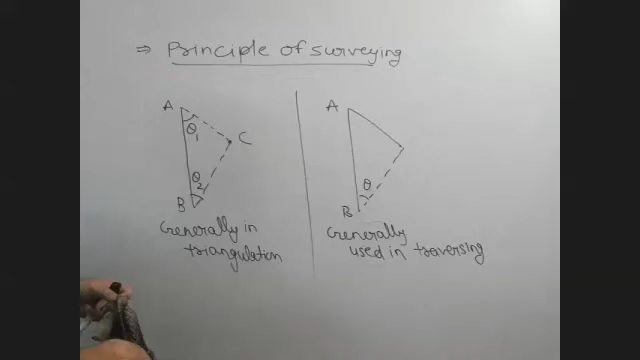 ⇒ Principle of surveying
A
θ1
C
θ2
B
Generally in
triangulation
A
θ
B
Generally
used in traversing